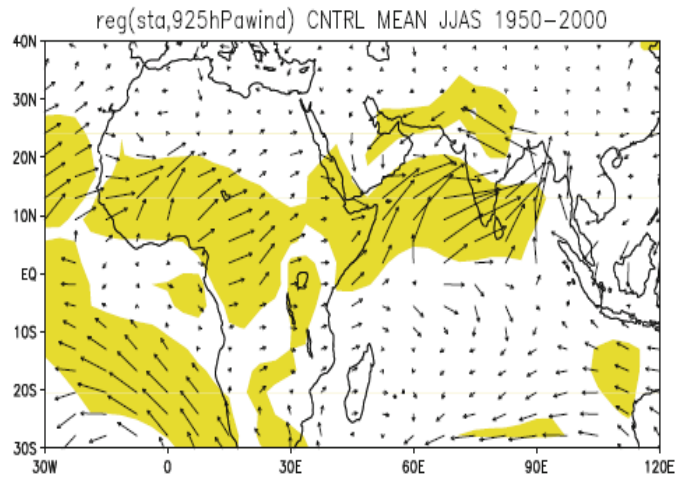 reg(sta,925hPawind) CNTRL MEAN JJAS 1950-2000
40N
30N
20N
10N
EQ
10S
20S
30S
30W 0 30E 60E 90E 120E